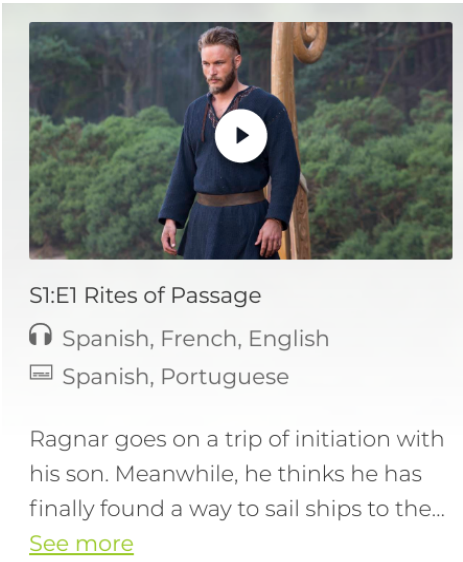 S1:E1 Rites of Passage
Spanish, French, English
Spanish, Portuguese
Ragnar goes on a trip of initiation with
his son. Meanwhile, he thinks he has
finally found a way to sail ships to the...
See more